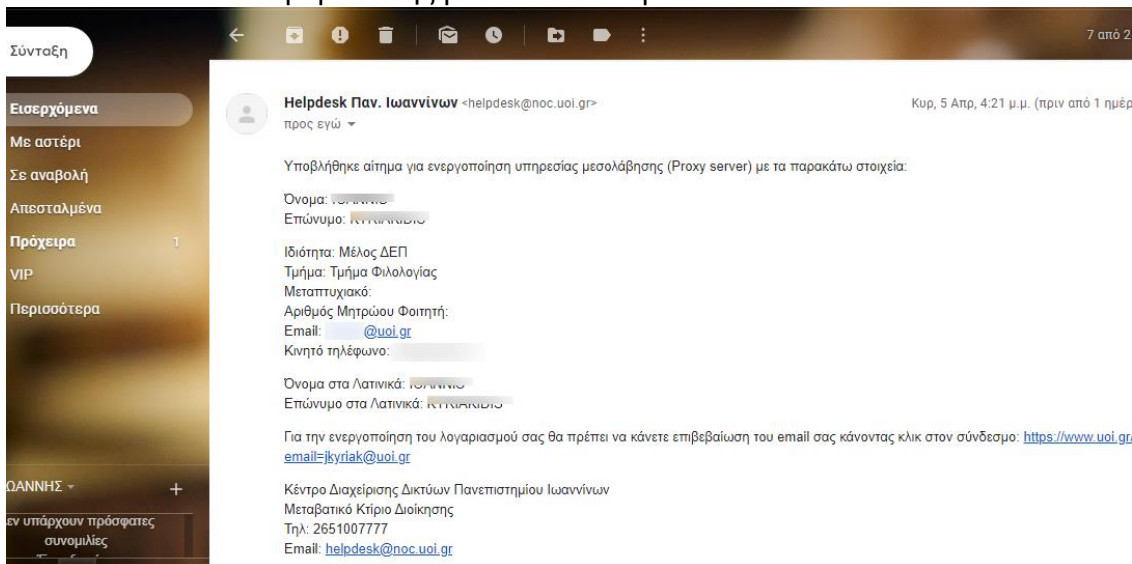 Σύνταξη
7 από 2
Εισερχόμενα
Με αστέρι
Σε αναβολή
Απεσταλμένα
Πρόχειρα 1
VIP
Περισσότερα
Helpdesk Παν. Ιωαννίνων <helpdesk@noc.uoi.gr>
Κυρ, 5 Απρ, 4:21 μ.μ. (πριν από 1 ημέρ
προς εγώ
Υποβλήθηκε αίτημα για ενεργοποίηση υπηρεσίας μεσολάβησης (Proxy server) με τα παρακάτω στοιχεία:
Όνομα:
Επώνυμο:
Ιδιότητα: Μέλος ΔΕΠ
Τμήμα: Τμήμα Φιλολογίας
Μεταπτυχιακό:
Αριθμός Μητρώου Φοιτητή:
Email: @uoi.gr
Κινητό τηλέφωνο:
Όνομα στα Λατινικά:
Επώνυμο στα Λατινικά:
Για την ενεργοποίηση του λογαριασμού σας θα πρέπει να κάνετε επιβεβαίωση του email σας κάνοντας κλικ στον σύνδεσμο: https://www.uoi.gr/
email=jkyriak@uoi.gr
Κέντρο Διαχείρισης Δικτύων Πανεπιστημίου Ιωαννίνων
Μεταβατικό Κτίριο Διοίκησης
Τηλ: 2651007777
Email: helpdesk@noc.uoi.gr
ΩΑΝΝΗΣ
εν υπάρχουν πρόσφατες
συνομιλίες